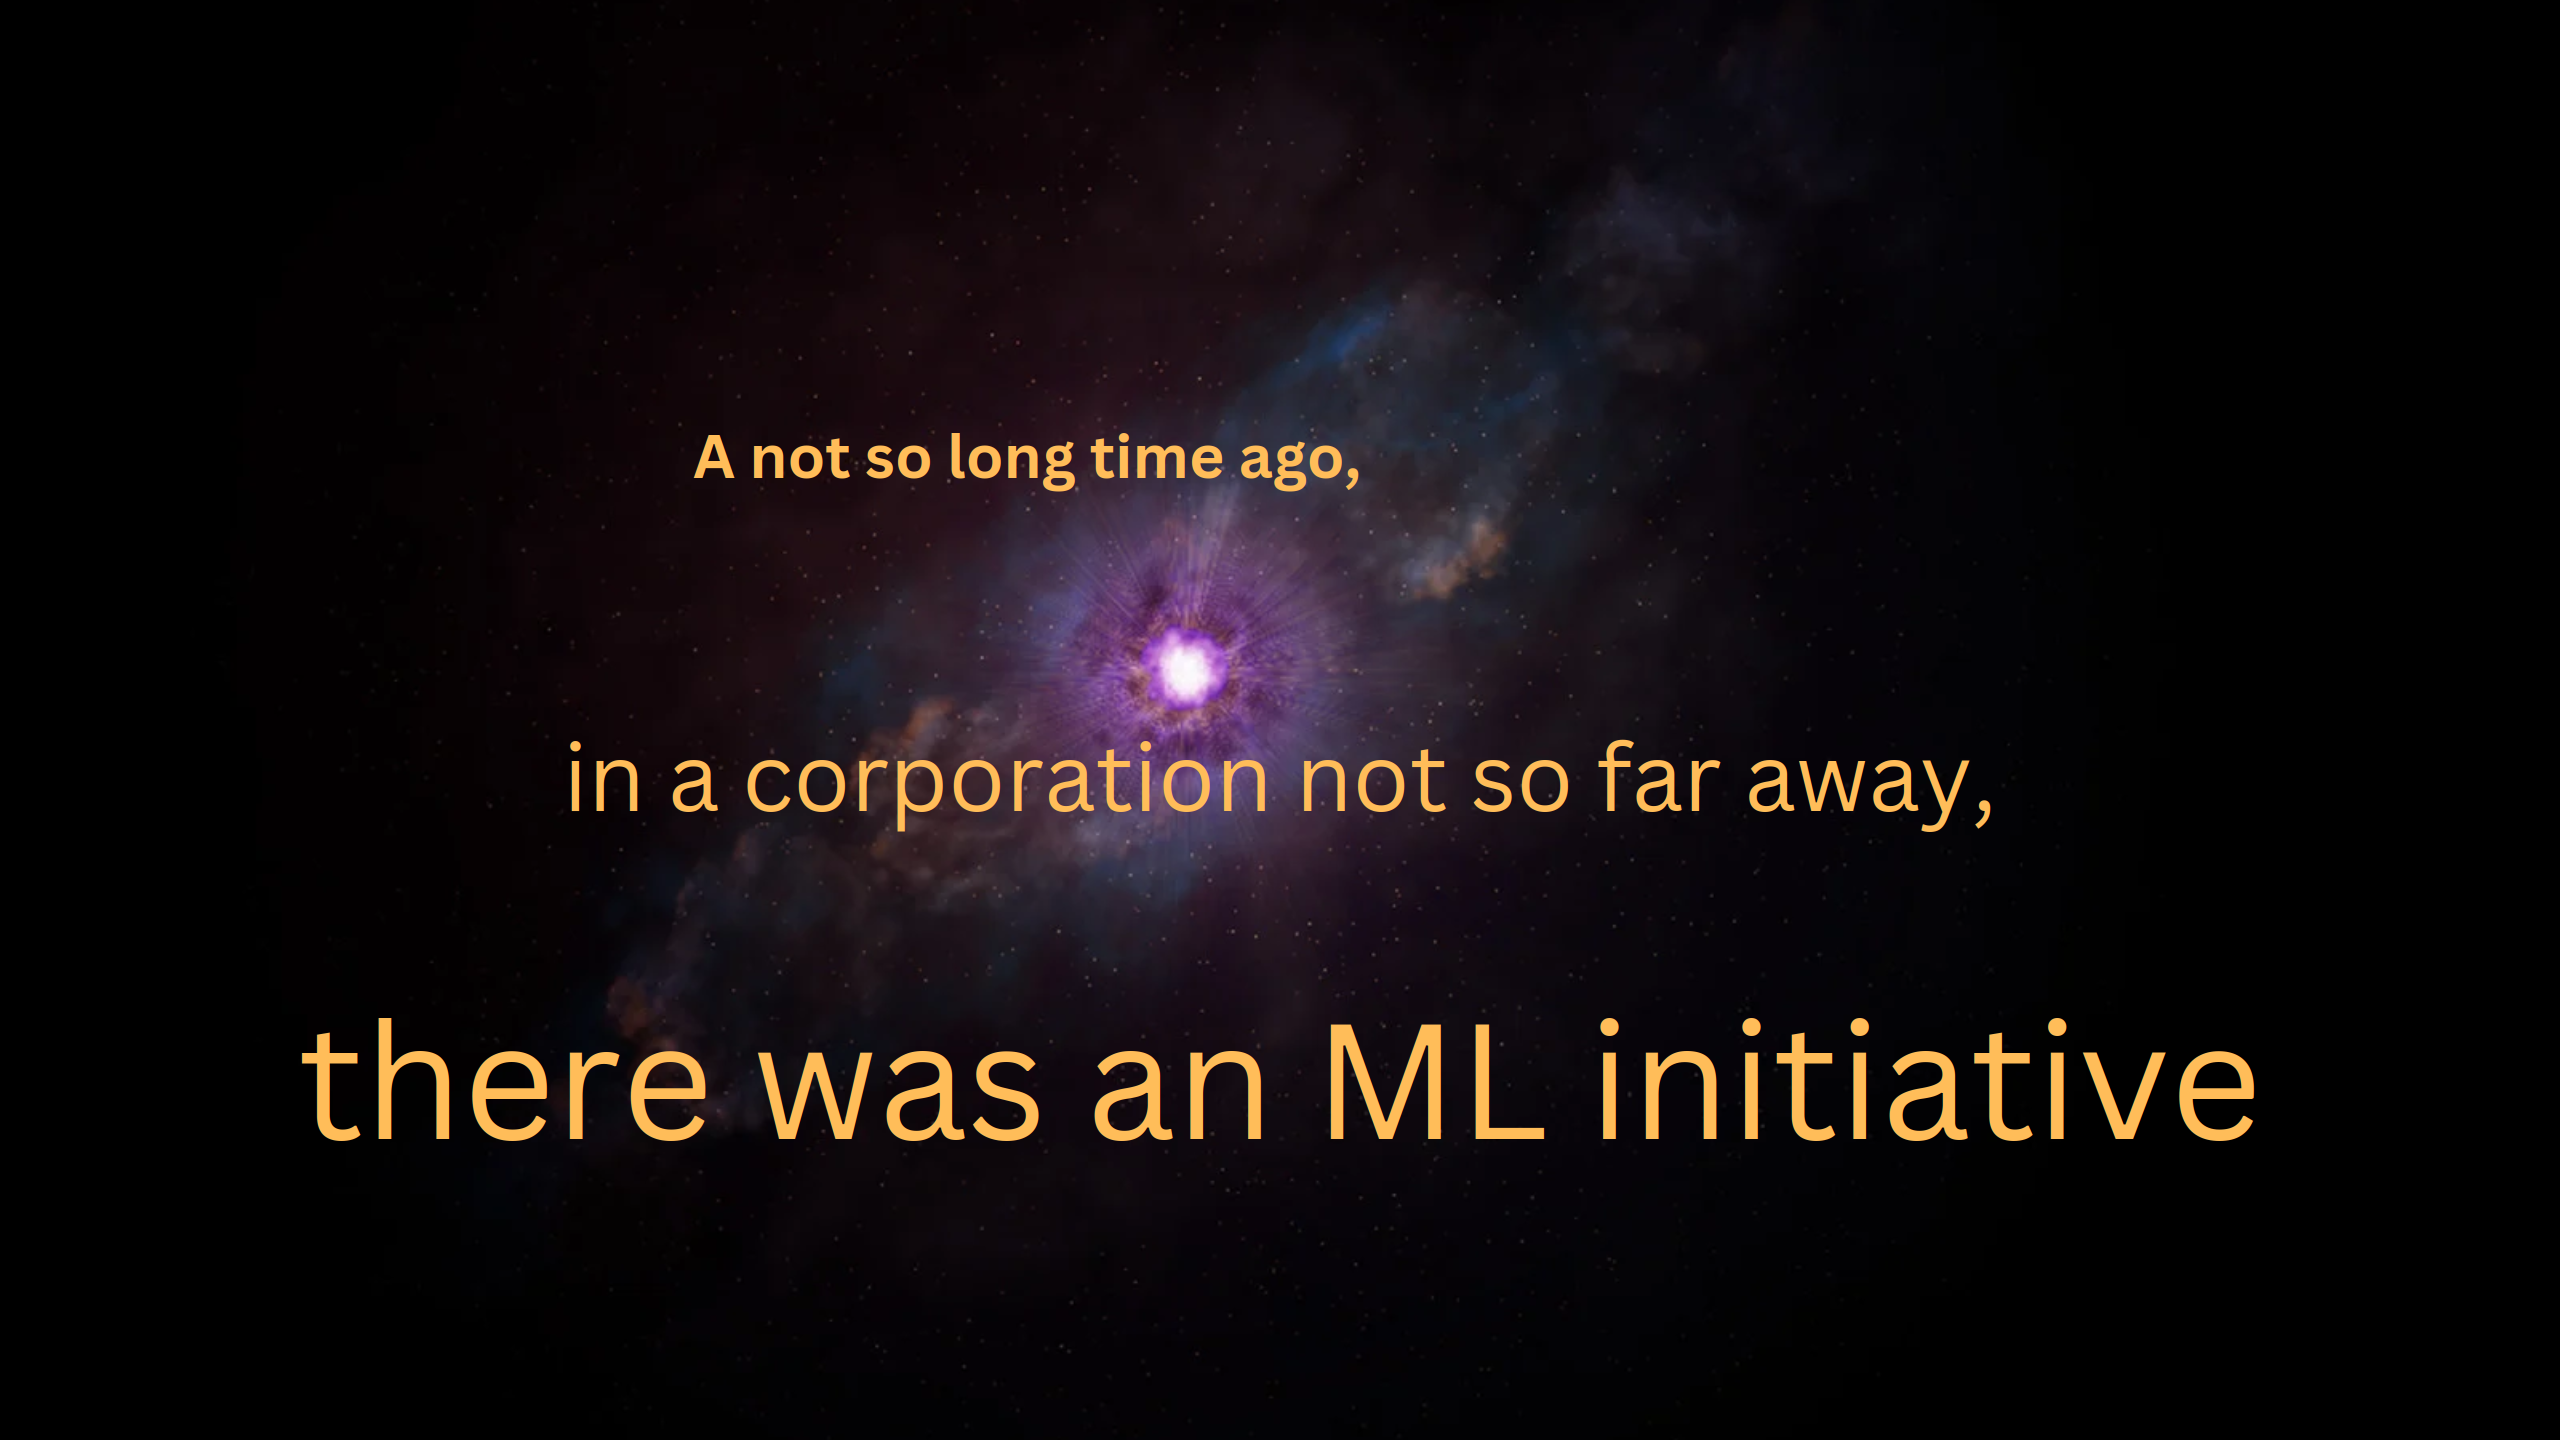 A not so long time ago,
in a corporation not so far away,
there was an ML initiative